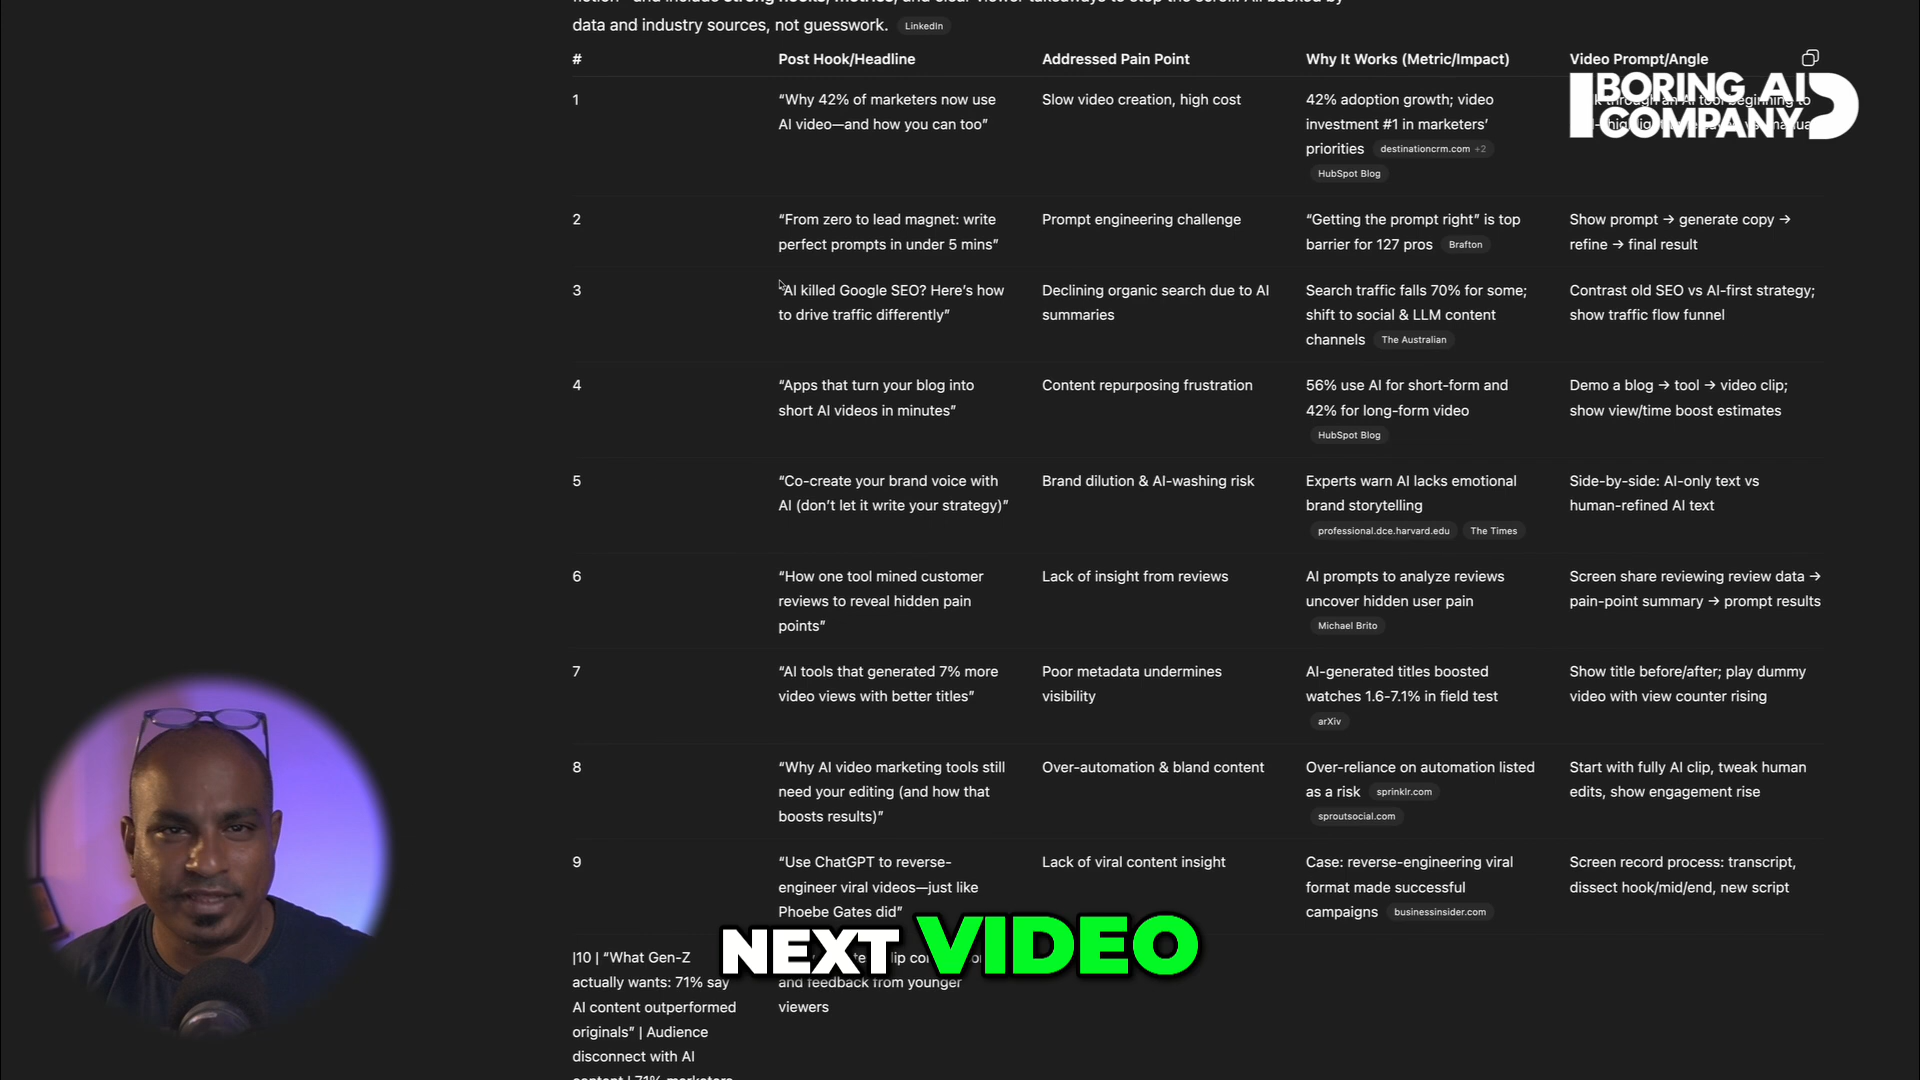 data and industry sources, not guesswork. LinkedIn
# Post Hook/Headline Addressed Pain Point Why It Works (Metric/Impact) Video Prompt/Angle
BORING AI
COMPANY
1 “Why 42% of marketers now use Slow video creation, high cost 42% adoption growth; video
AI video—and how you can too” investment #1 in marketers’
priorities destinationcrm.com +2
HubSpot Blog
2 “From zero to lead magnet: write Prompt engineering challenge “Getting the prompt right” is top Show prompt → generate copy →
perfect prompts in under 5 mins” barrier for 127 pros Brafton refine → final result
3 “AI killed Google SEO? Here’s how Declining organic search due to AI Search traffic falls 70% for some; Contrast old SEO vs AI-first strategy;
to drive traffic differently” summaries shift to social & LLM content show traffic flow funnel
channels The Australian
4 “Apps that turn your blog into Content repurposing frustration 56% use AI for short-form and Demo a blog → tool → video clip;
short AI videos in minutes” 42% for long-form video show view/time boost estimates
HubSpot Blog
5 “Co-create your brand voice with Brand dilution & AI-washing risk Experts warn AI lacks emotional Side-by-side: AI-only text vs
AI (don’t let it write your strategy)” brand storytelling human-refined AI text
professional.dce.harvard.edu The Times
6 “How one tool mined customer Lack of insight from reviews AI prompts to analyze reviews Screen share reviewing review data →
reviews to reveal hidden pain uncover hidden user pain pain-point summary → prompt results
points” Michael Brito
7 “AI tools that generated 7% more Poor metadata undermines AI-generated titles boosted Show title before/after; play dummy
video views with better titles” visibility watches 1.6-7.1% in field test video with view counter rising
arXiv
8 “Why AI video marketing tools still Over-automation & bland content Over-reliance on automation listed Start with fully AI clip, tweak human
need your editing (and how that as a risk sprinklr.com edits, show engagement rise
boosts results)” sproutsocial.com
9 “Use ChatGPT to reverse- Lack of viral content insight Case: reverse-engineering viral Screen record process: transcript,
engineer viral videos—just like format made successful dissect hook/mid/end, new script
Phoebe Gates did” campaigns businessinsider.com
NEXT VIDEO
|10 | “What Gen-Z
actually wants: 71% say and feedback from younger
AI content outperformed viewers
originals” | Audience
disconnect with AI